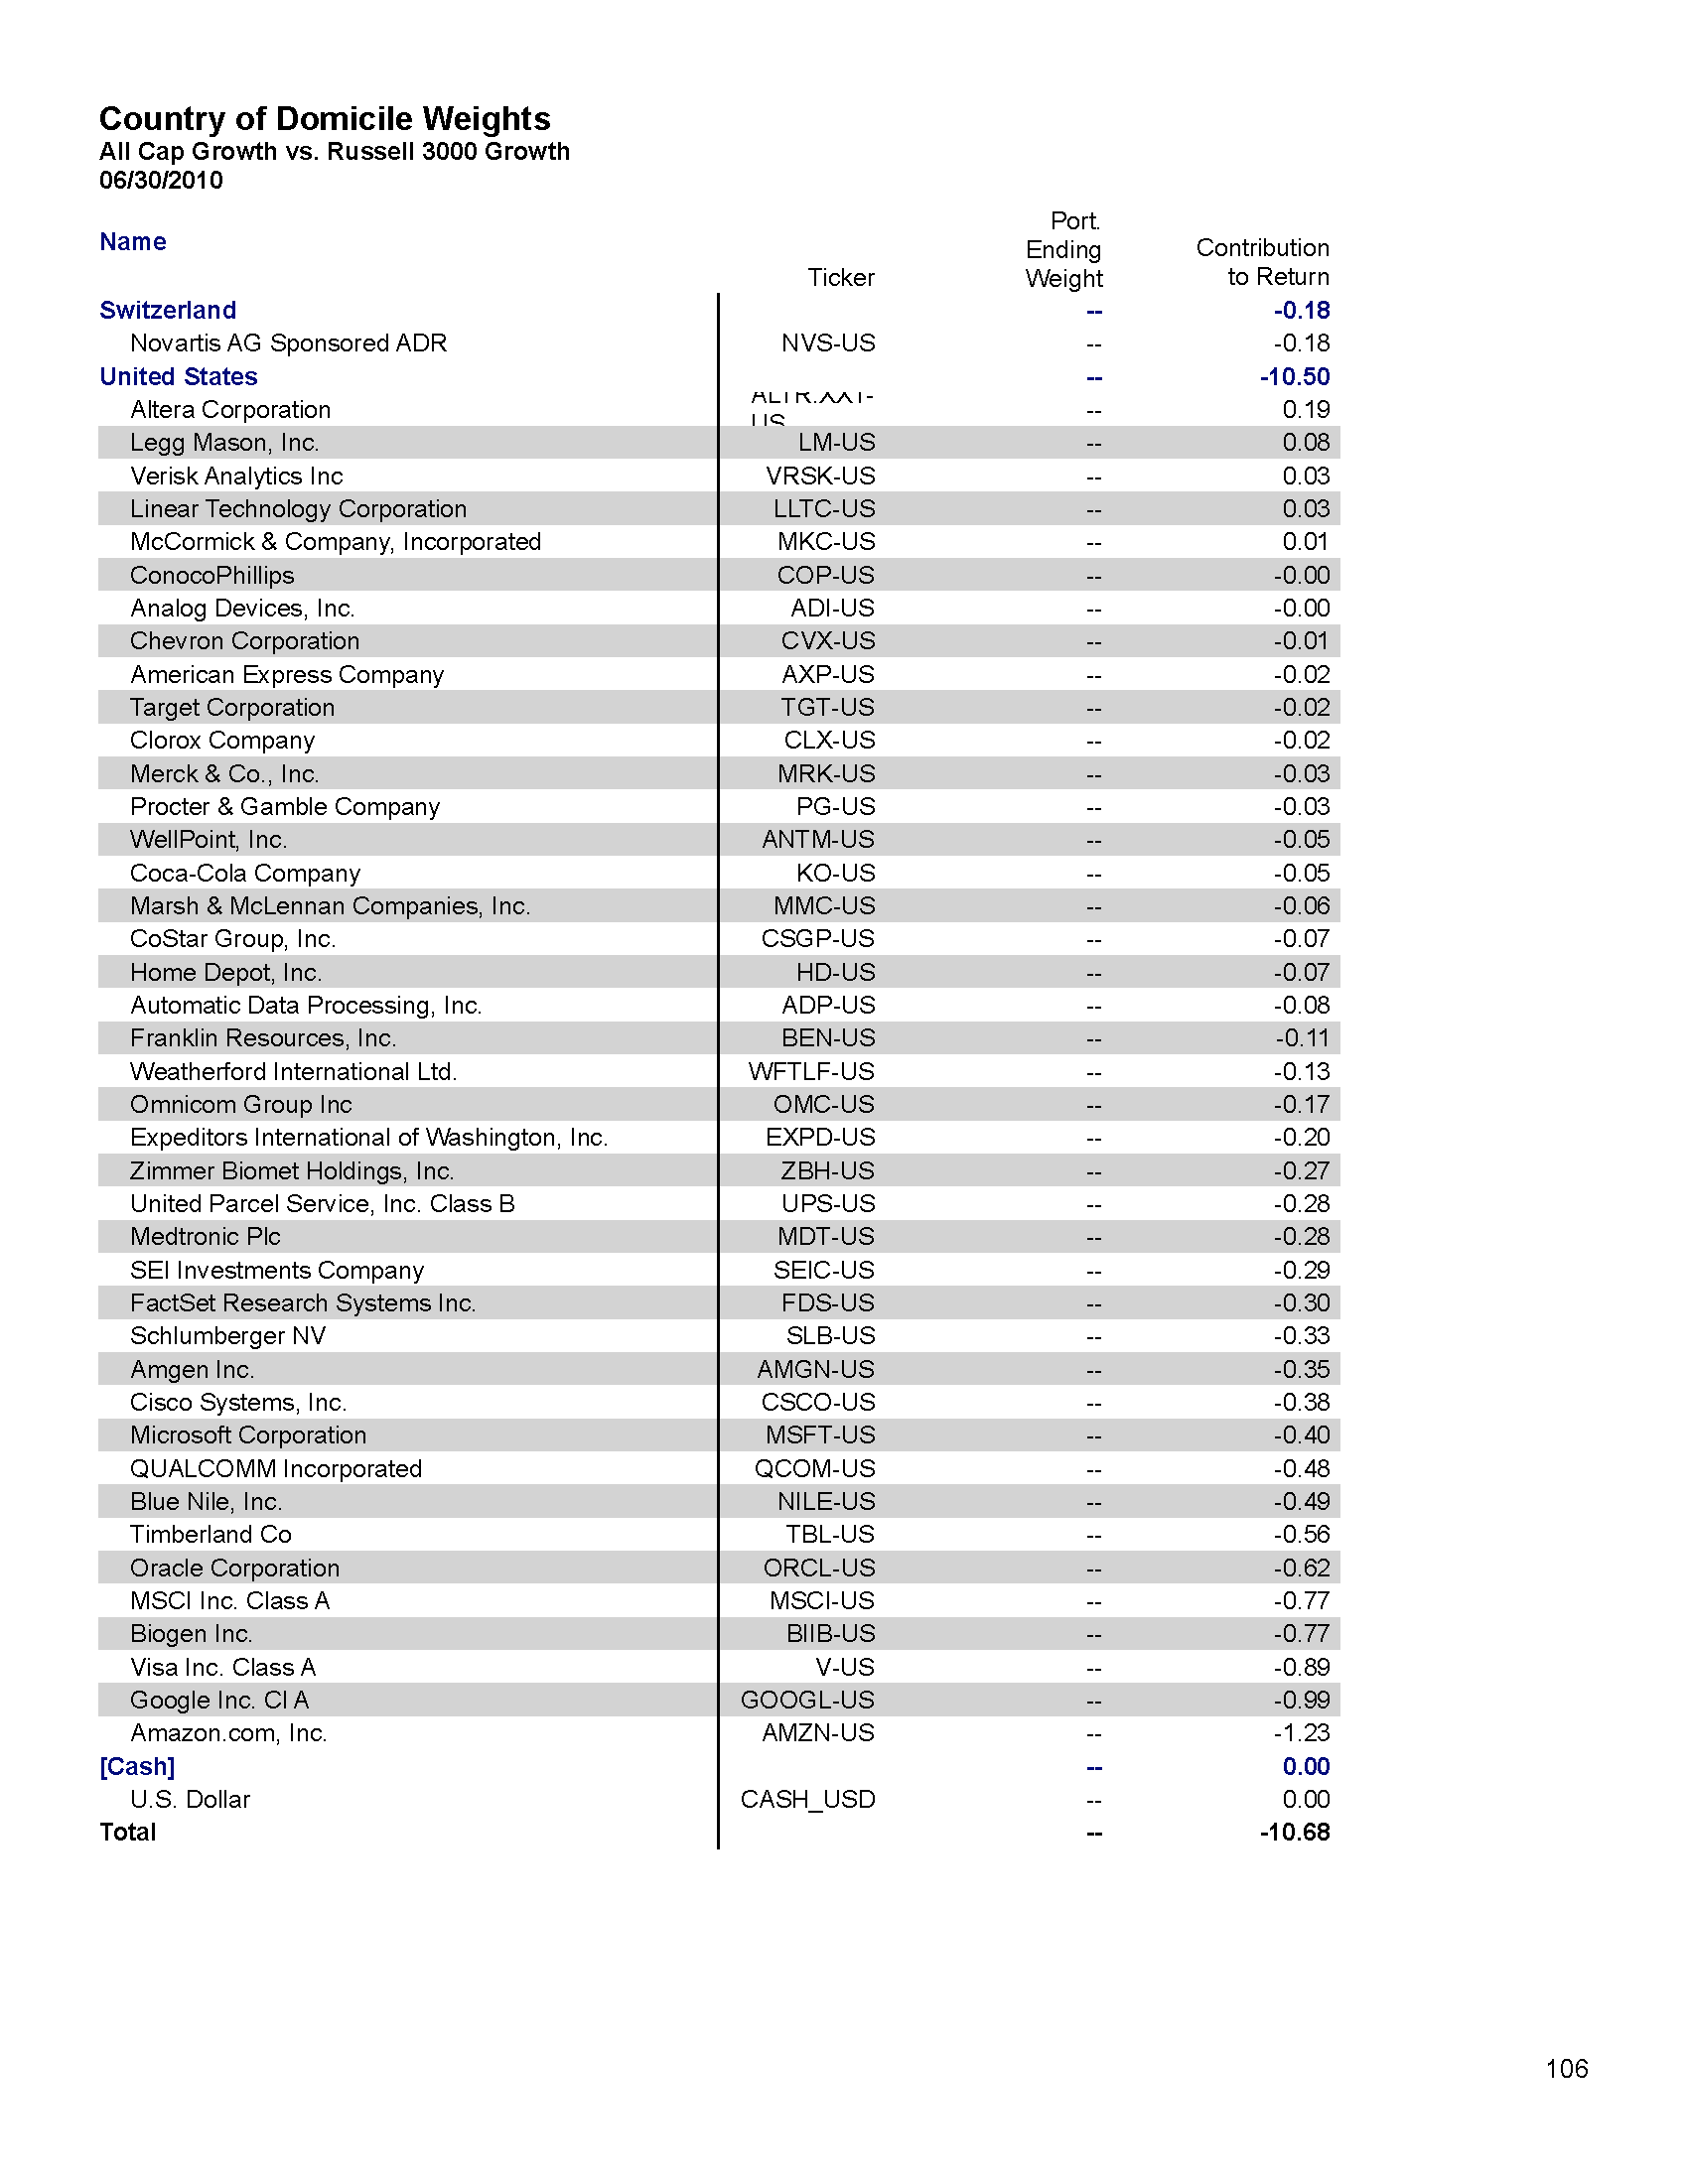 Country of Domicile Weights
All Cap Growth vs. Russell 3000 Growth
06/30/2010
Name Ticker Port. Ending Weight Contribution to Return
Switzerland -- -0.18
Novartis AG Sponsored ADR NVS-US -- -0.18
United States -- -10.50
Altera Corporation -- 0.19
Legg Mason, Inc. LM-US -- 0.08
Verisk Analytics Inc VRSK-US -- 0.03
Linear Technology Corporation LLTC-US -- 0.03
McCormick & Company, Incorporated MKC-US -- 0.01
ConocoPhillips COP-US -- -0.00
Analog Devices, Inc. ADI-US -- -0.00
Chevron Corporation CVX-US -- -0.01
American Express Company AXP-US -- -0.02
Target Corporation TGT-US -- -0.02
Clorox Company CLX-US -- -0.02
Merck & Co., Inc. MRK-US -- -0.03
Procter & Gamble Company PG-US -- -0.03
WellPoint, Inc. ANTM-US -- -0.05
Coca-Cola Company KO-US -- -0.05
Marsh & McLennan Companies, Inc. MMC-US -- -0.06
CoStar Group, Inc. CSGP-US -- -0.07
Home Depot, Inc. HD-US -- -0.07
Automatic Data Processing, Inc. ADP-US -- -0.08
Franklin Resources, Inc. BEN-US -- -0.11
Weatherford International Ltd. WFTLF-US -- -0.13
Omnicom Group Inc OMC-US -- -0.17
Expeditors International of Washington, Inc. EXPD-US -- -0.20
Zimmer Biomet Holdings, Inc. ZBH-US -- -0.27
United Parcel Service, Inc. Class B UPS-US -- -0.28
Medtronic Plc MDT-US -- -0.28
SEI Investments Company SEIC-US -- -0.29
FactSet Research Systems Inc. FDS-US -- -0.30
Schlumberger NV SLB-US -- -0.33
Amgen Inc. AMGN-US -- -0.35
Cisco Systems, Inc. CSCO-US -- -0.38
Microsoft Corporation MSFT-US -- -0.40
QUALCOMM Incorporated QCOM-US -- -0.48
Blue Nile, Inc. NILE-US -- -0.49
Timberland Co TBL-US -- -0.56
Oracle Corporation ORCL-US -- -0.62
MSCI Inc. Class A MSCI-US -- -0.77
Biogen Inc. BIIB-US -- -0.77
Visa Inc. Class A V-US -- -0.89
Google Inc. Cl A GOOGL-US -- -0.99
Amazon.com, Inc. AMZN-US -- -1.23
[Cash] -- 0.00
U.S. Dollar CASH_USD -- 0.00
Total -- -10.68
106